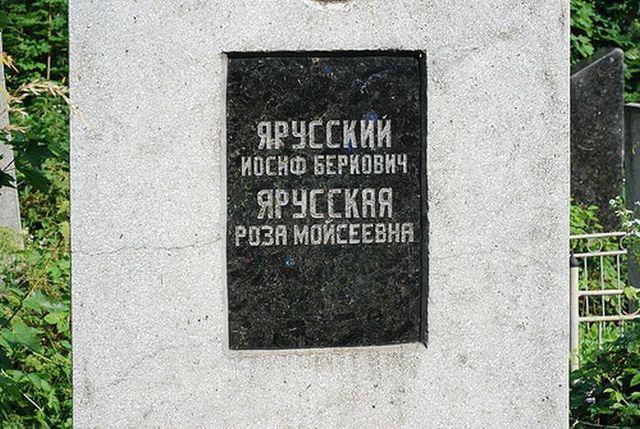 ЯРУССКИЙ
ИОСИФ БЕРКОВИЧ
ЯРУССКАЯ
РОЗА МОЙСЕЕВНА